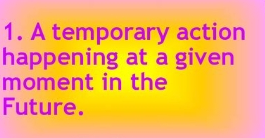 1. A temporary action
happening at a given
moment in the
Future.